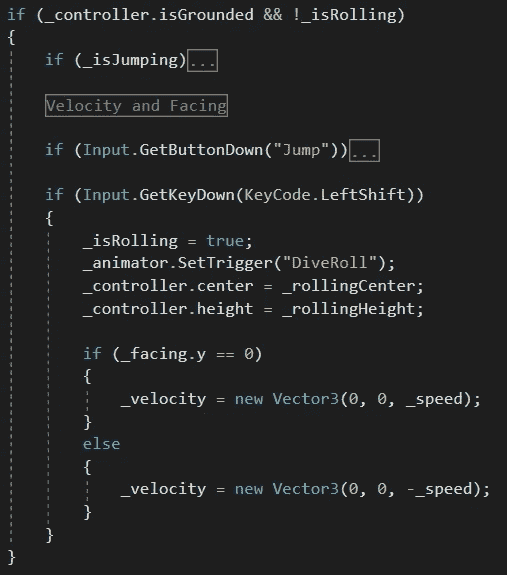 if (_controller.isGrounded && !_isRolling)
{
if (_isJumping)...
Velocity and Facing
if (Input.GetButtonDown("Jump"))...
if (Input.GetKeyDown(KeyCode.LeftShift))
{
_isRolling = true;
_animator.SetTrigger("DiveRoll");
_controller.center = _rollingCenter;
_controller.height = _rollingHeight;
if (_facing.y == 0)
{
_velocity = new Vector3(0, 0, _speed);
}
else
{
_velocity = new Vector3(0, 0, -_speed);
}
}
}